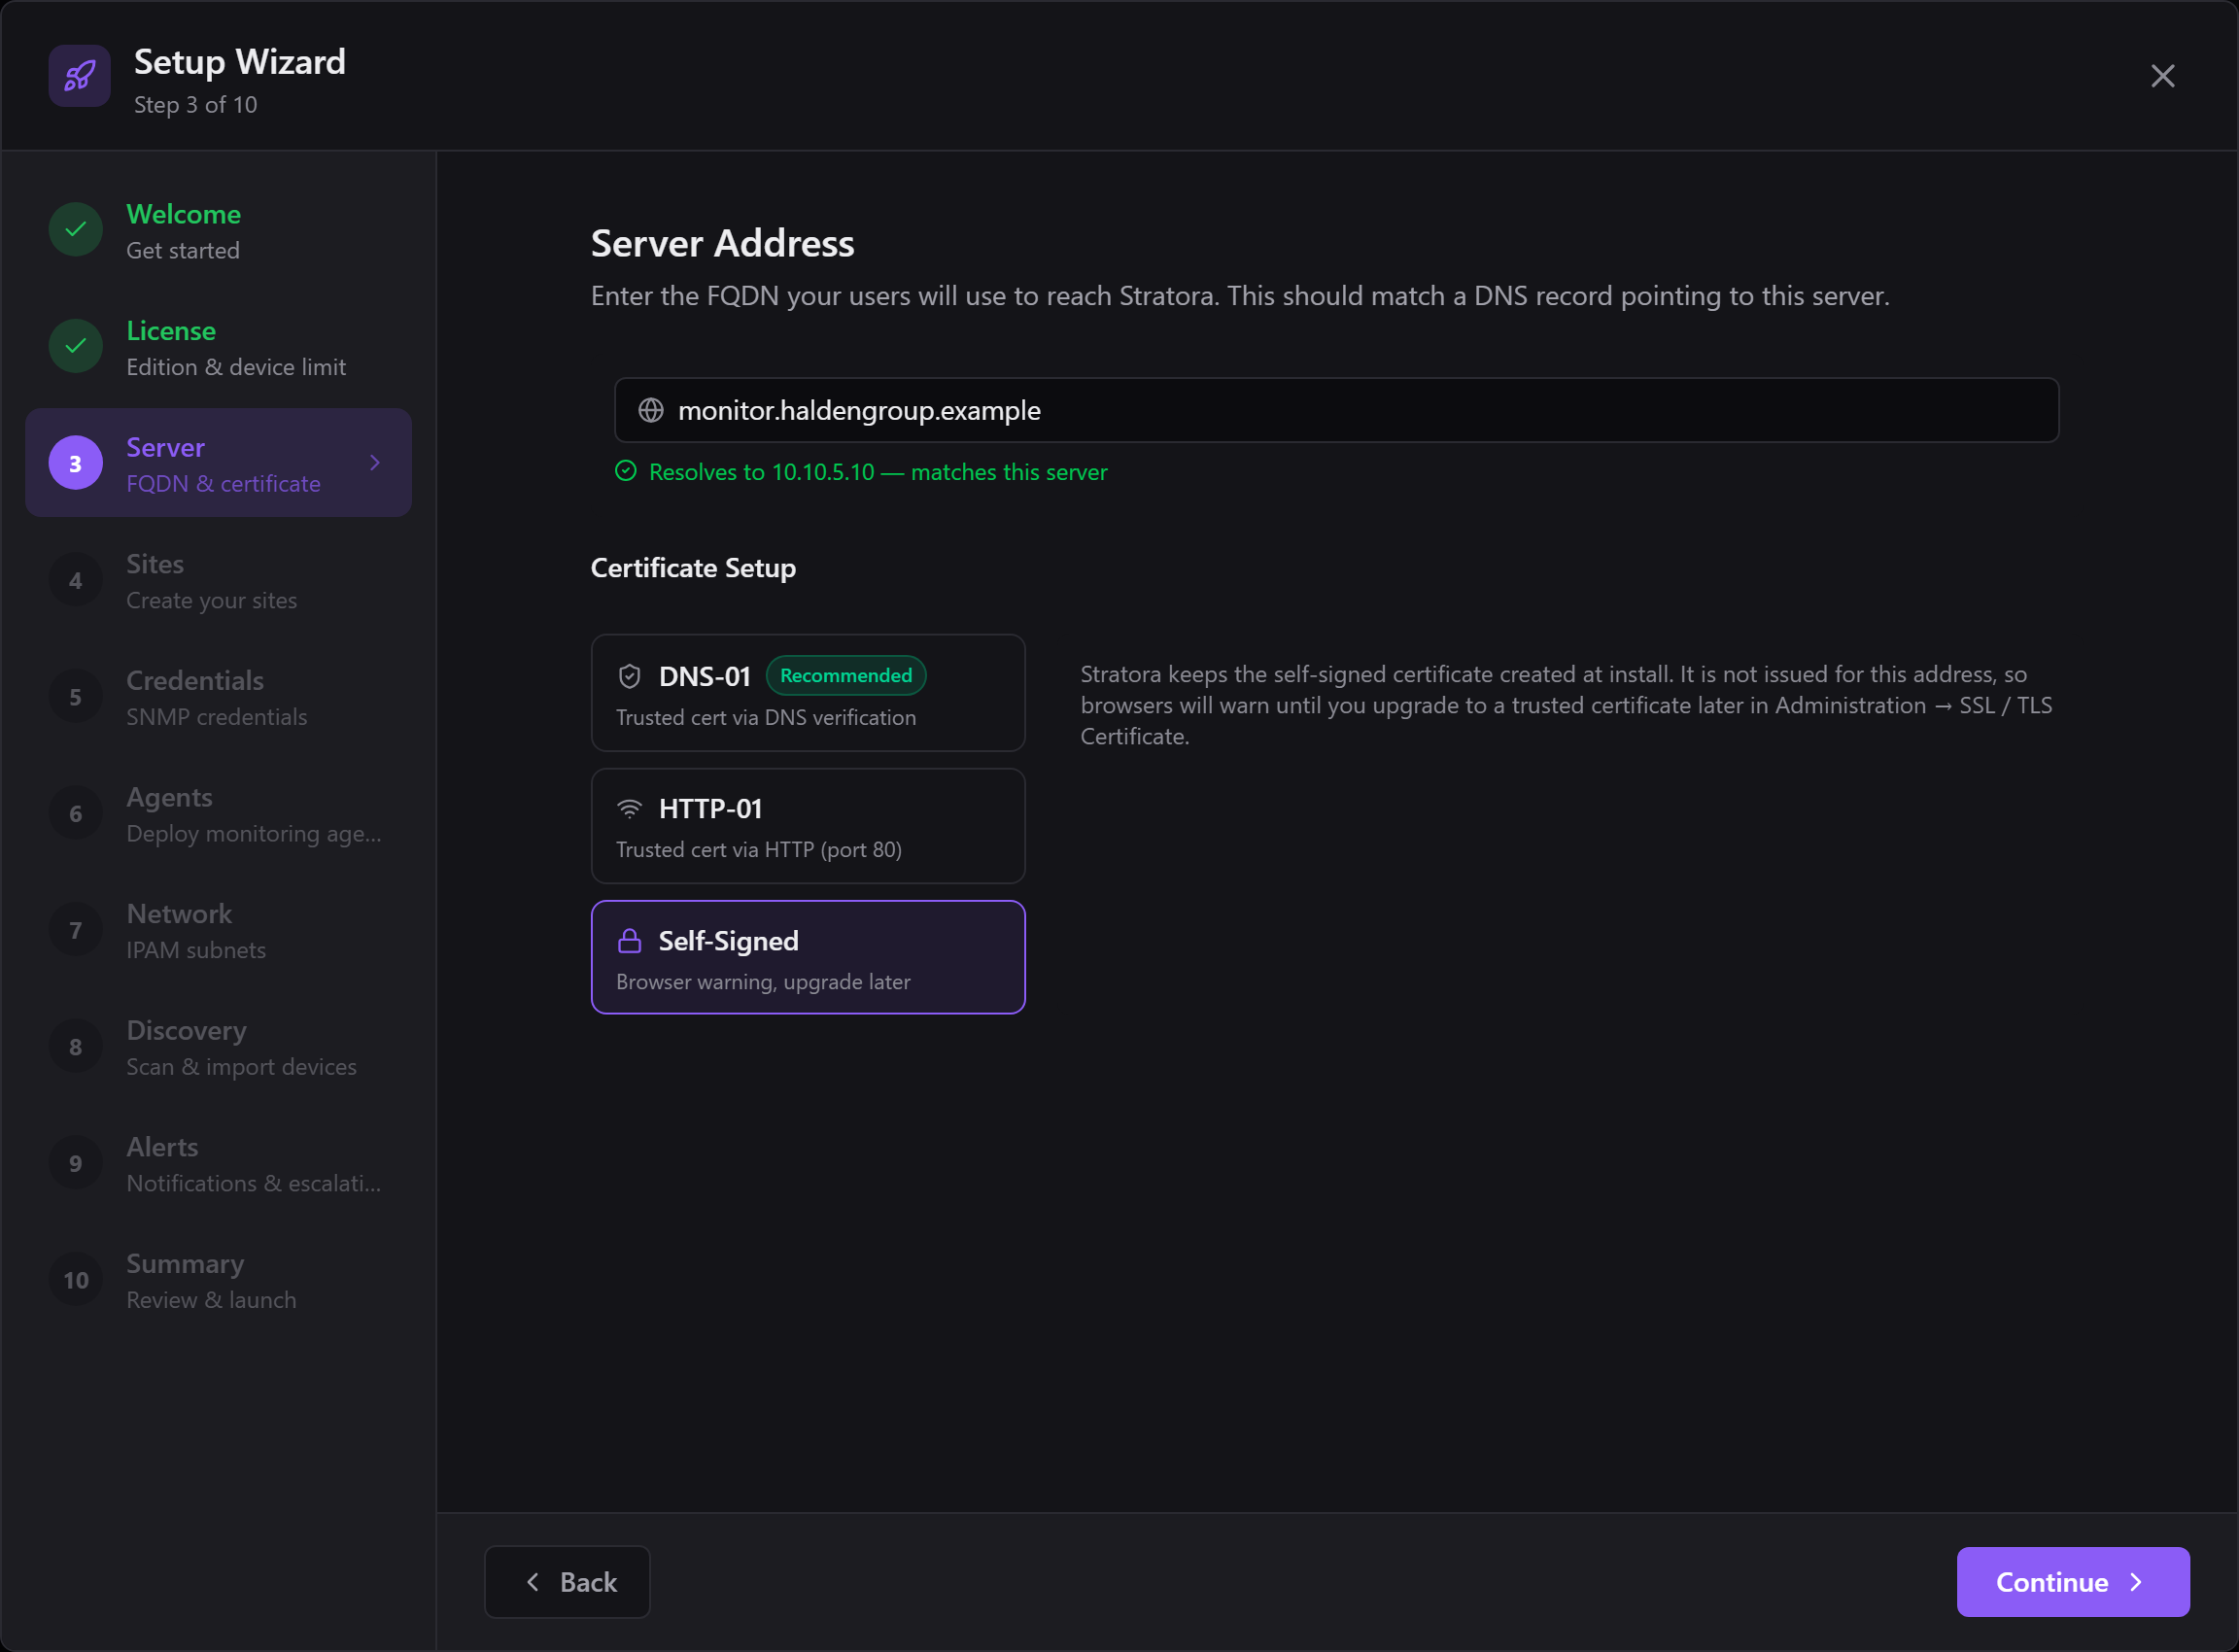 Setup Wizard
Step 3 of 10
Welcome
Get started
License
Edition & device limit
3
Server
FQDN & certificate
4
Sites
Create your sites
5
Credentials
SNMP credentials
6
Agents
Deploy monitoring age...
7
Network
IPAM subnets
8
Discovery
Scan & import devices
9
Alerts
Notifications & escalati...
10
Summary
Review & launch
Server Address
Enter the FQDN your users will use to reach Stratora. This should match a DNS record pointing to this server.
monitor.haldengroup.example
Resolves to 10.10.5.10 — matches this server
Certificate Setup
DNS-01 Recommended
Trusted cert via DNS verification
HTTP-01
Trusted cert via HTTP (port 80)
Self-Signed
Browser warning, upgrade later
Stratora keeps the self-signed certificate created at install. It is not issued for this address, so
browsers will warn until you upgrade to a trusted certificate later in Administration → SSL / TLS
Certificate.
Back
Continue